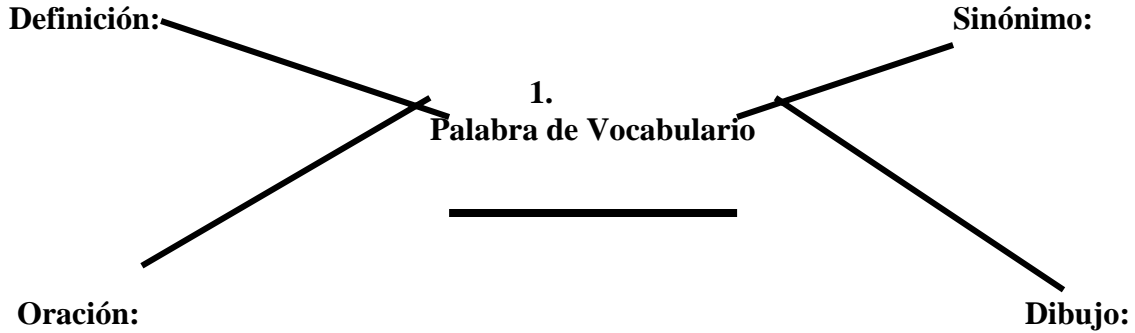 Definición:
Sinónimo:
1.
Palabra de Vocabulario
Oración:
Dibujo: